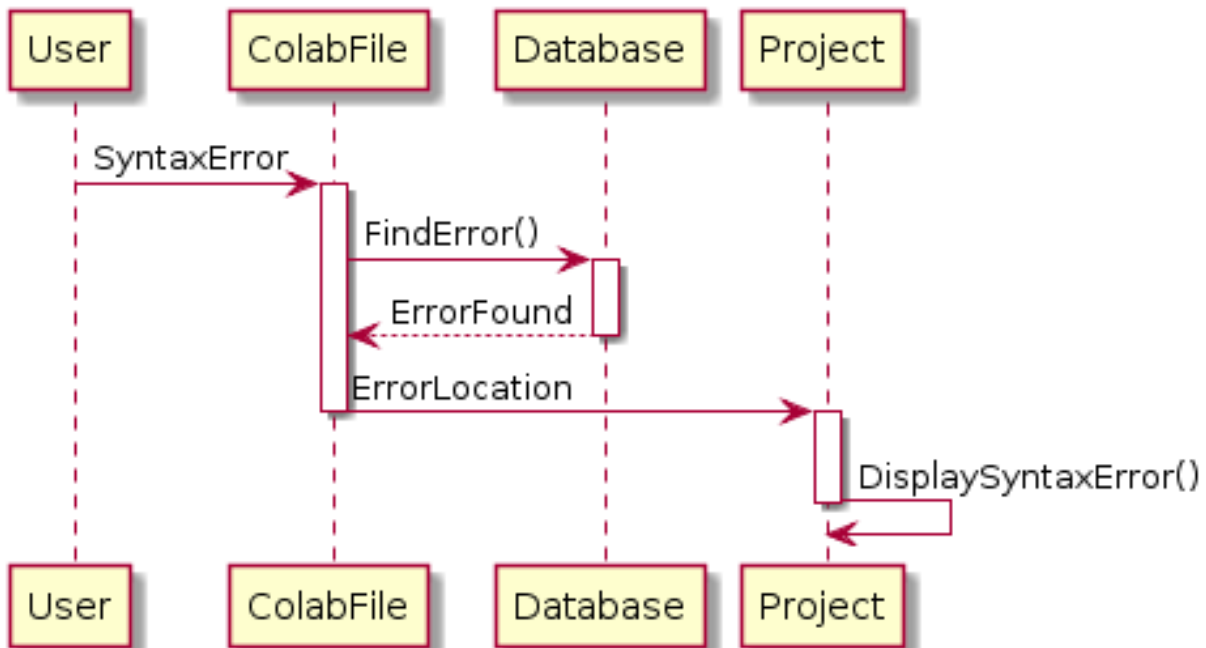 User
ColabFile
Database
Project
SyntaxError
FindError()
ErrorFound
ErrorLocation
DisplaySyntaxError()
User
ColabFile
Database
Project